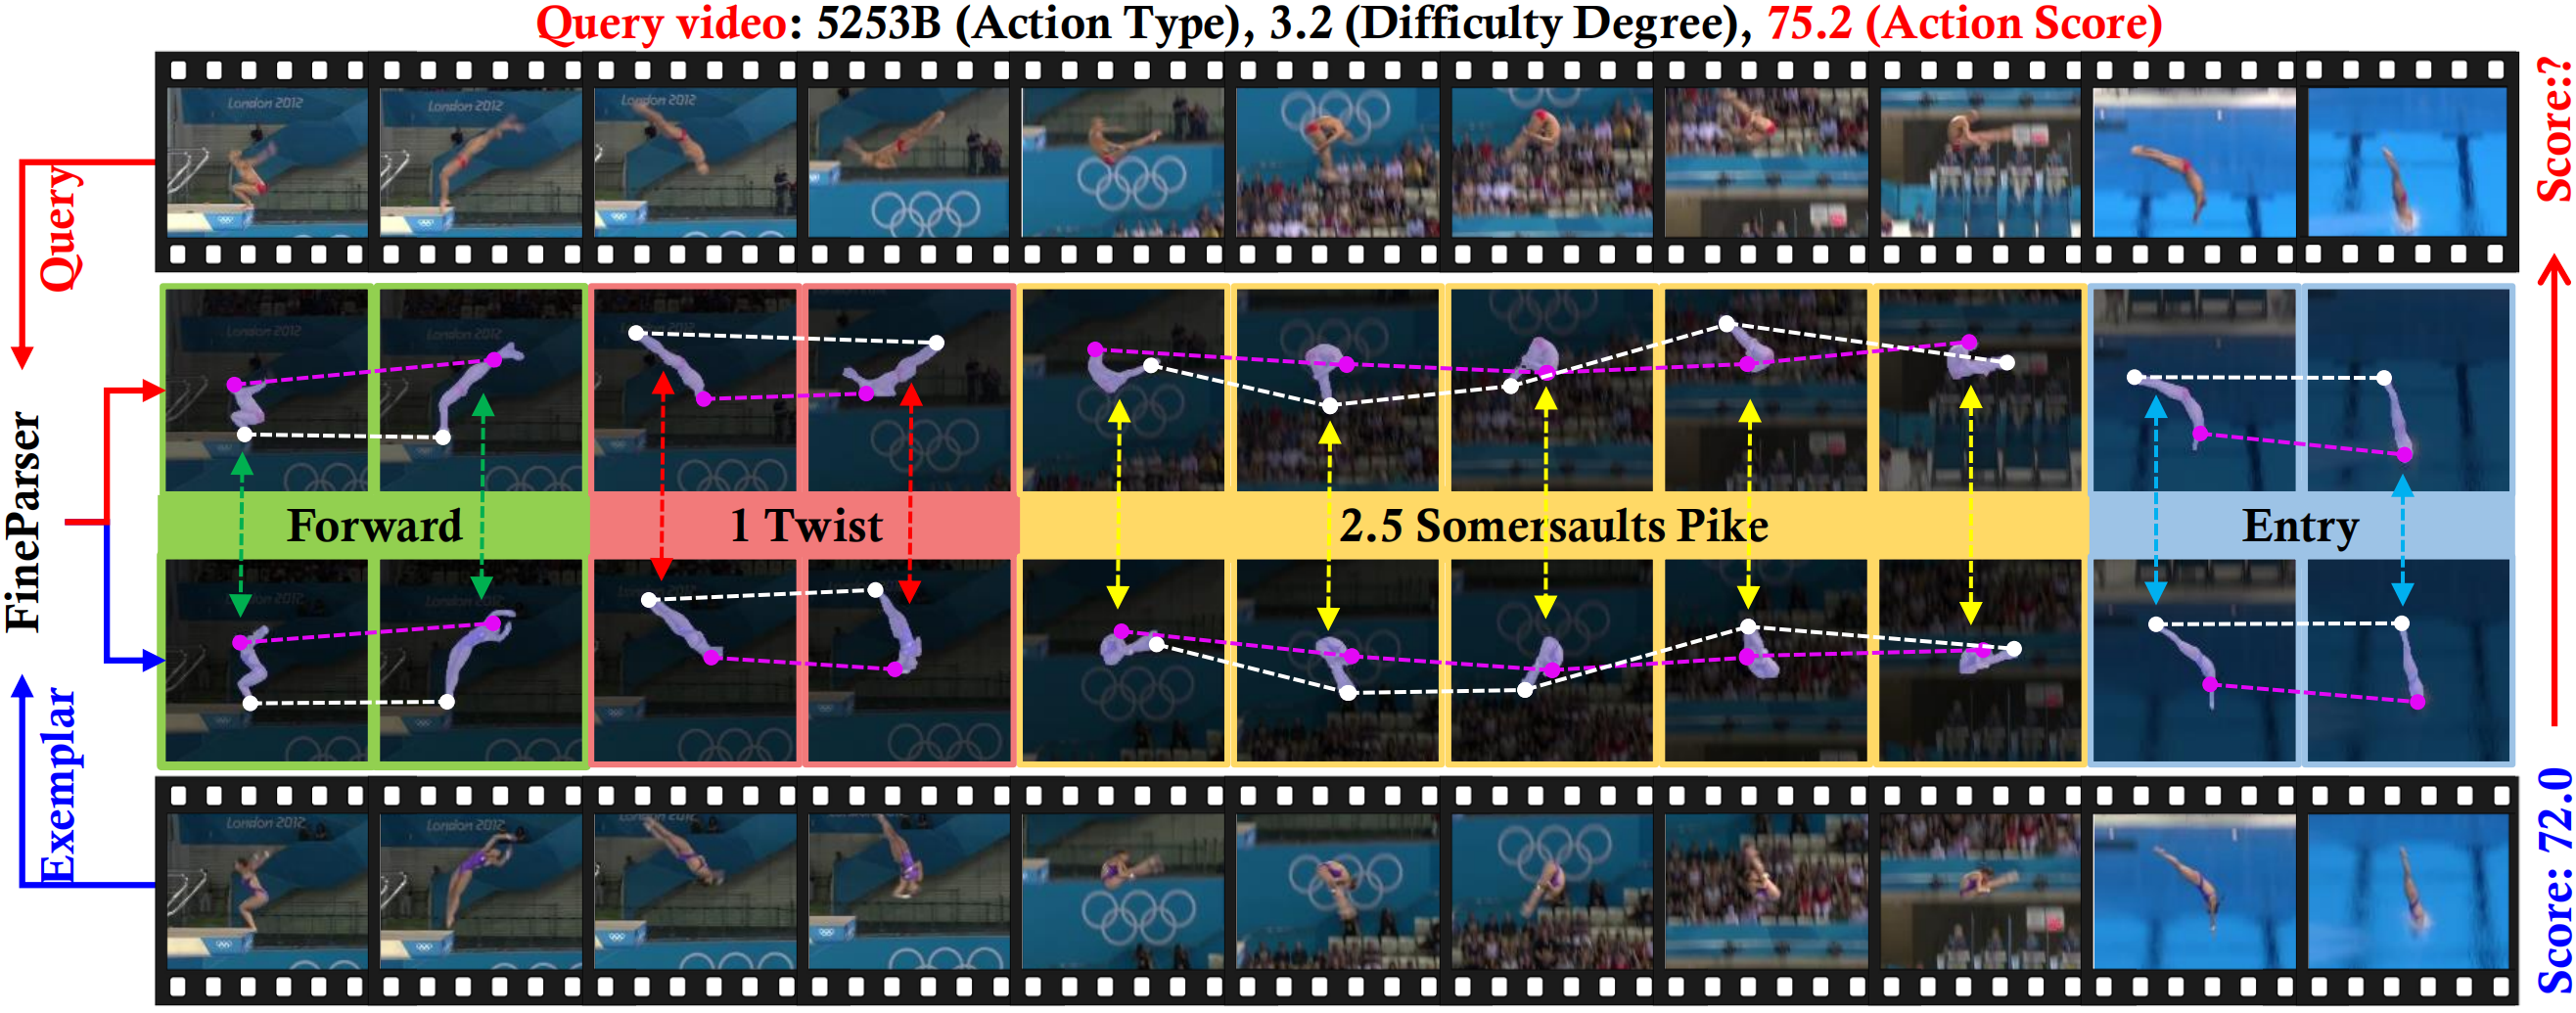 Query video: 5253B (Action Type), 3.2 (Difficulty Degree), 75.2 (Action Score)
London 2012
London 2012
London 2012
Query
Score:?
FineParser
Forward
1 Twist
2.5 Somersaults Pike
Entry
Exemplar
Score: 72.0
London 2012
London 2012
London 2012